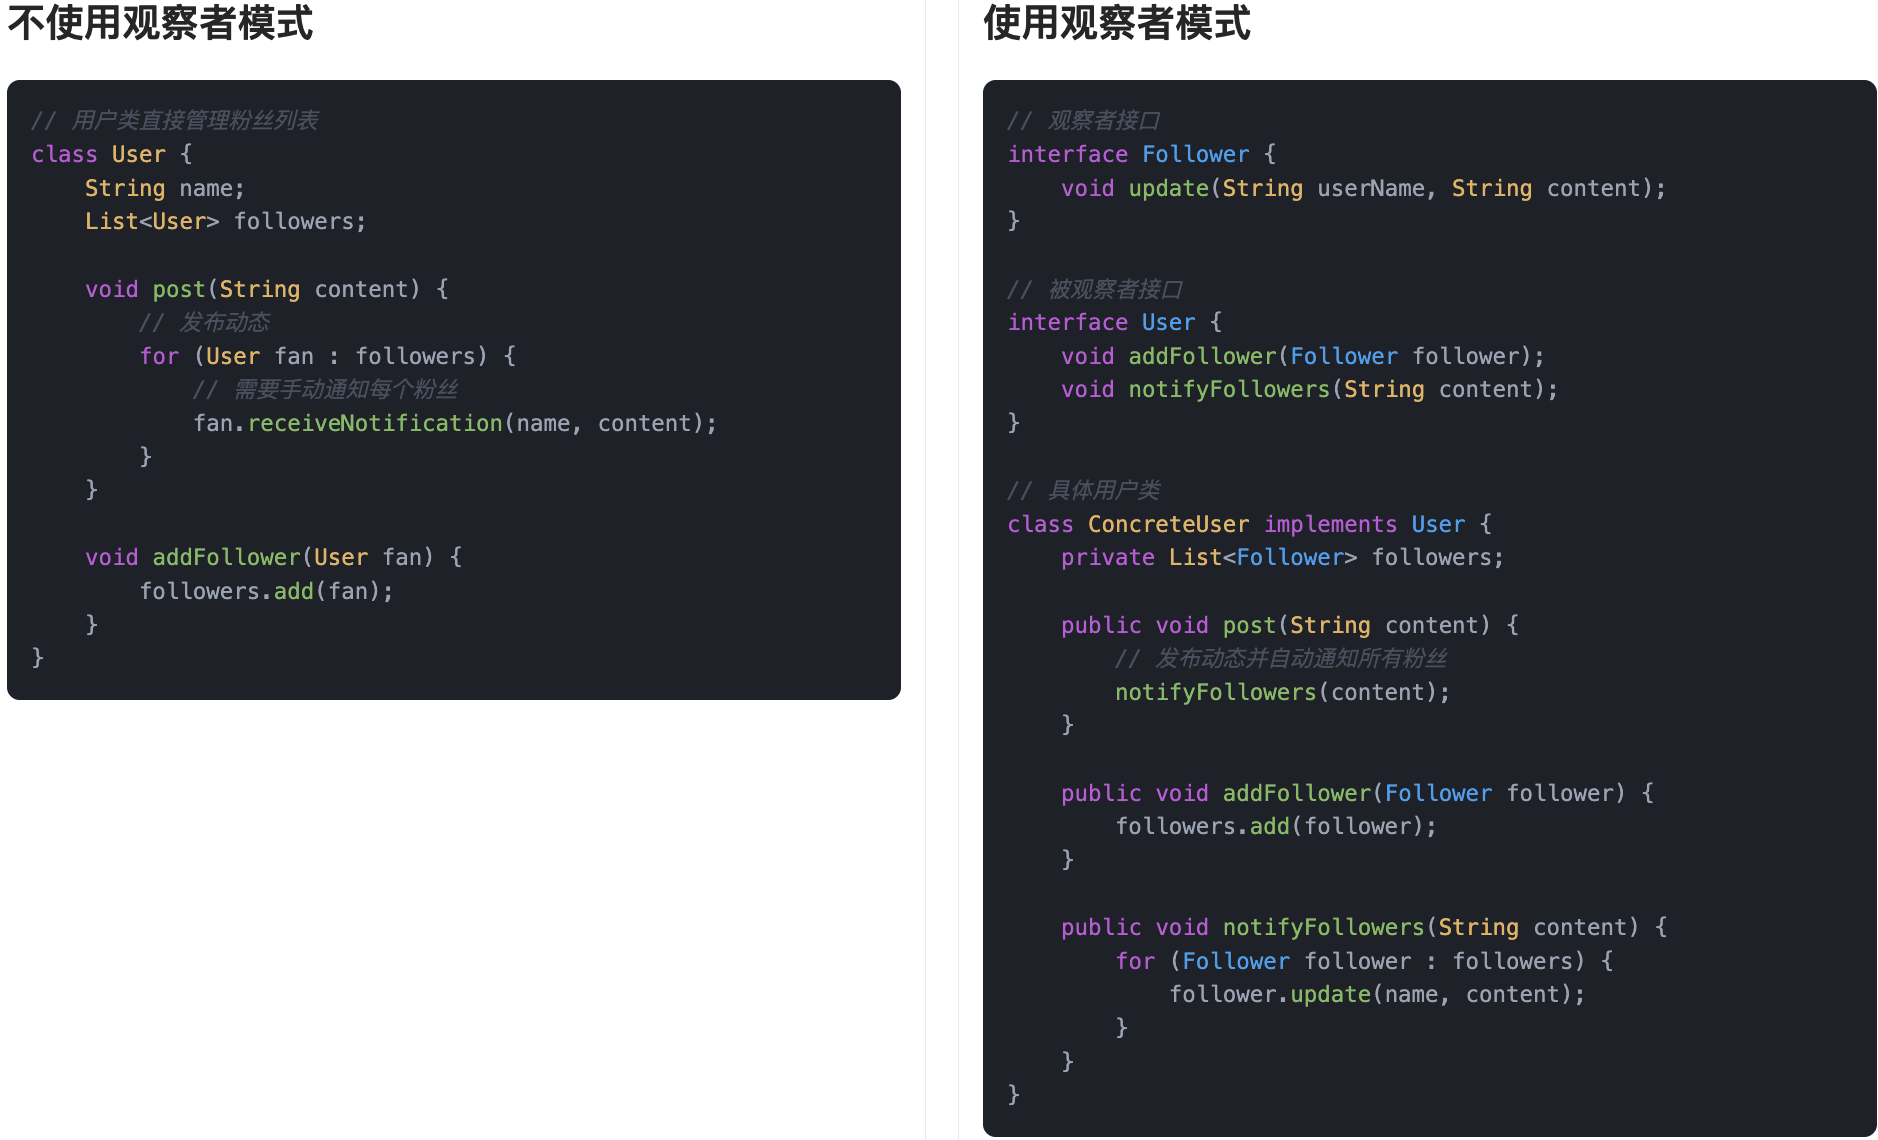 不使用观察者模式
// 用户类直接管理粉丝列表
class User {
    String name;
    List<User> followers;

    void post(String content) {
        // 发布动态
        for (User fan : followers) {
            // 需要手动通知每个粉丝
            fan.receiveNotification(name, content);
        }
    }

    void addFollower(User fan) {
        followers.add(fan);
    }
}
使用观察者模式
// 观察者接口
interface Follower {
    void update(String userName, String content);
}

// 被观察者接口
interface User {
    void addFollower(Follower follower);
    void notifyFollowers(String content);
}

// 具体用户类
class ConcreteUser implements User {
    private List<Follower> followers;

    public void post(String content) {
        // 发布动态并自动通知所有粉丝
        notifyFollowers(content);
    }

    public void addFollower(Follower follower) {
        followers.add(follower);
    }

    public void notifyFollowers(String content) {
        for (Follower follower : followers) {
            follower.update(name, content);
        }
    }
}